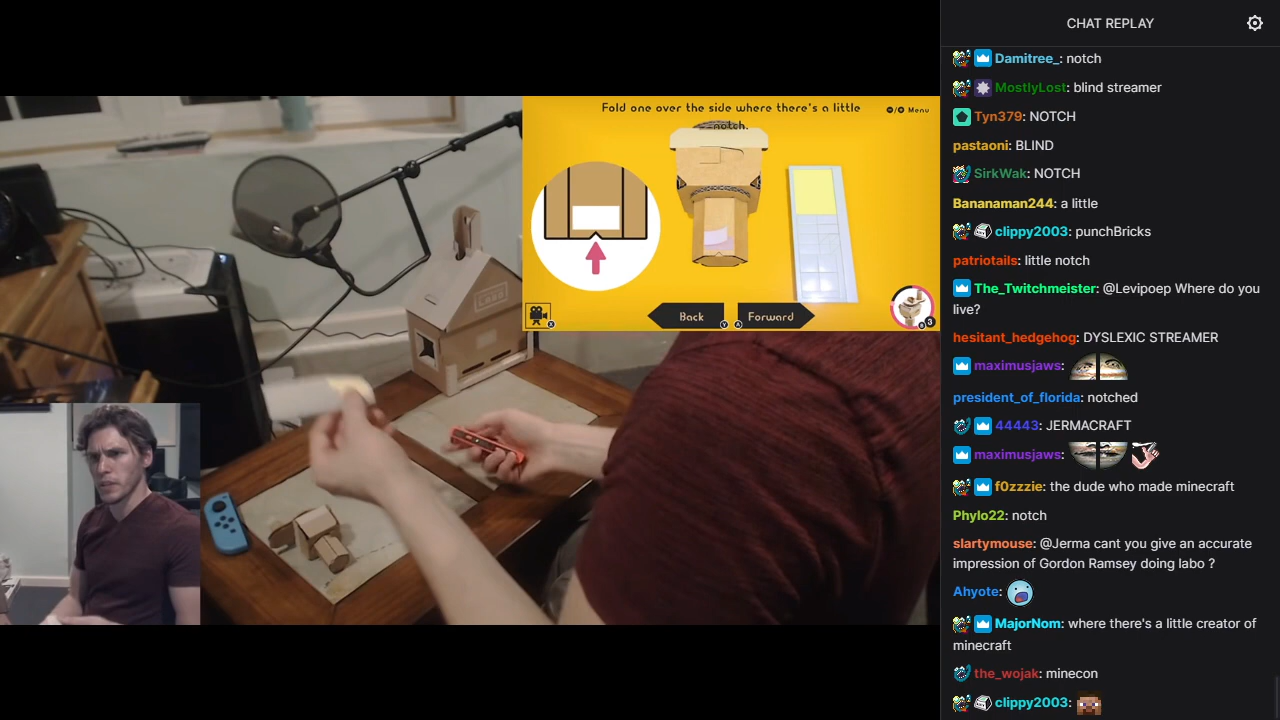 Fold one over the side where there's a little
notch.
Menu
Back
Forward
CHAT REPLAY
Damitree_: notch
MostlyLost: blind streamer
Tyn379: NOTCH
pastaoni: BLIND
SirkWak: NOTCH
Bananaman244: a little
clippy2003: punchBricks
patriotails: little notch
The_Twitchmeister: @Levipoep Where do you
live?
hesitant_hedgehog: DYSLEXIC STREAMER
maximusjaws:
president_of_florida: notched
44443: JERMACRAFT
maximusjaws:
f0zzzie: the dude who made minecraft
Phylo22: notch
slartymouse: @Jerma cant you give an accurate
impression of Gordon Ramsey doing labo ?
Ahyote:
MajorNom: where there's a little creator of
minecraft
the_wojak: minecon
clippy2003: